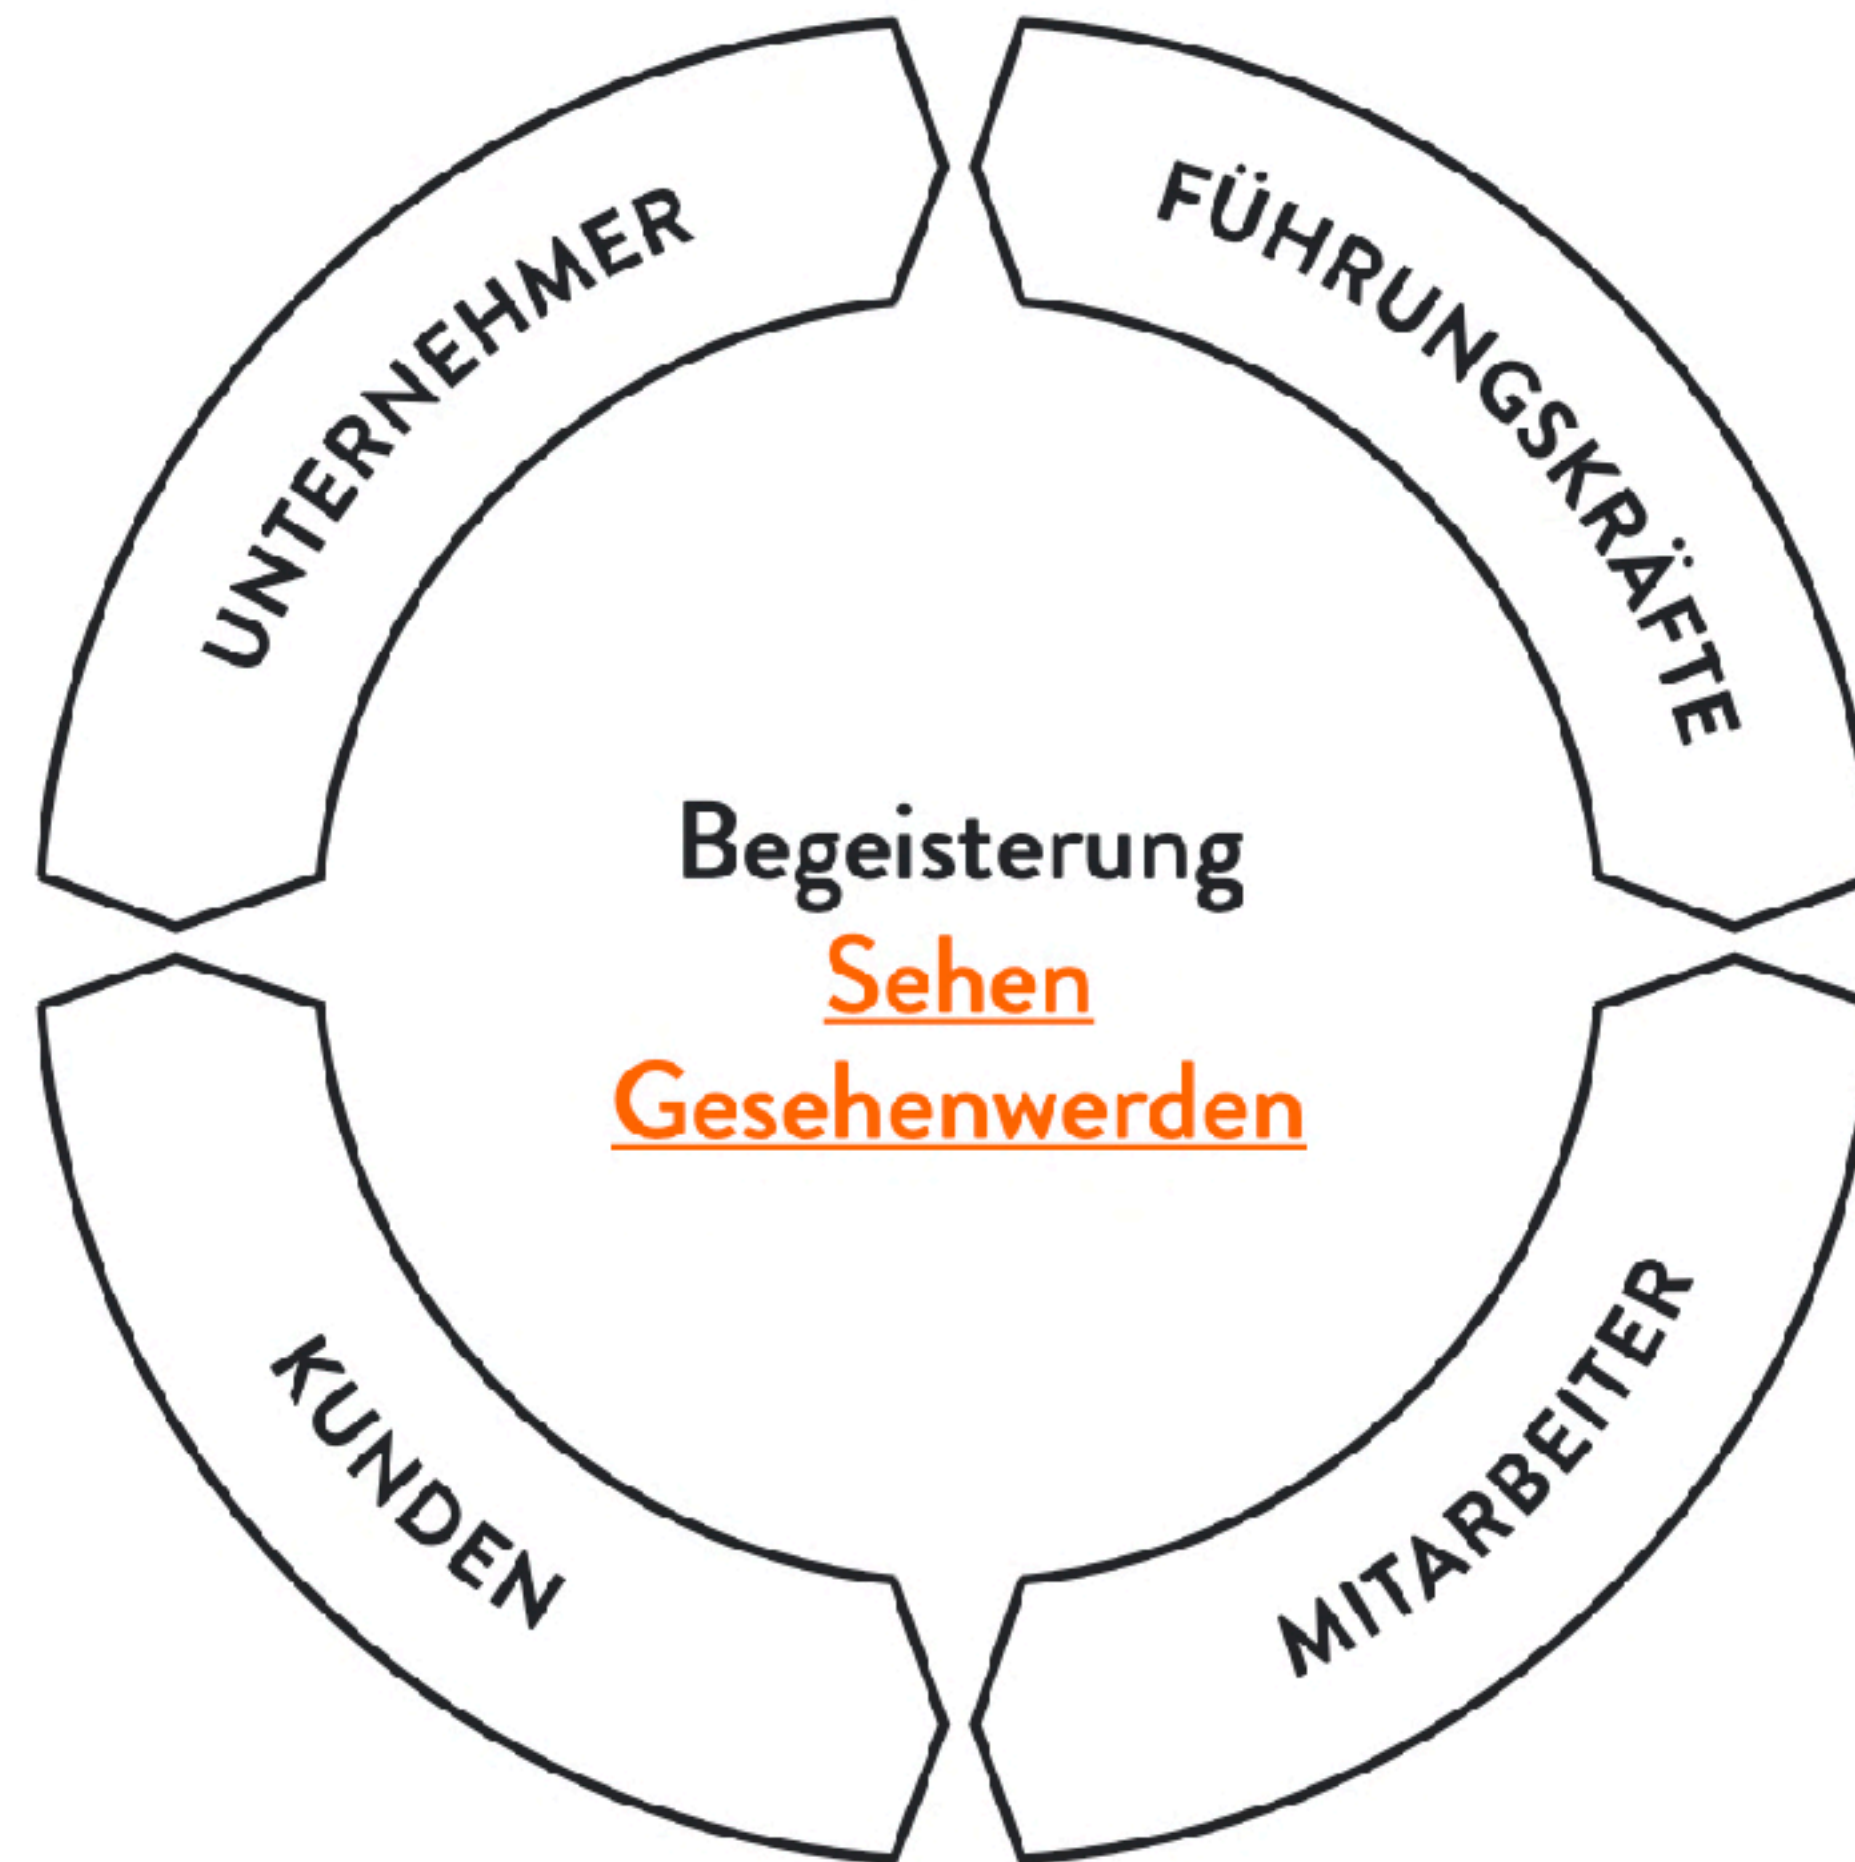 UNTERNEHMER
FÜHRUNGSKRÄFTE
Begeisterung
Sehen
Gesehenwerden
KUNDEN
MITARBEITER